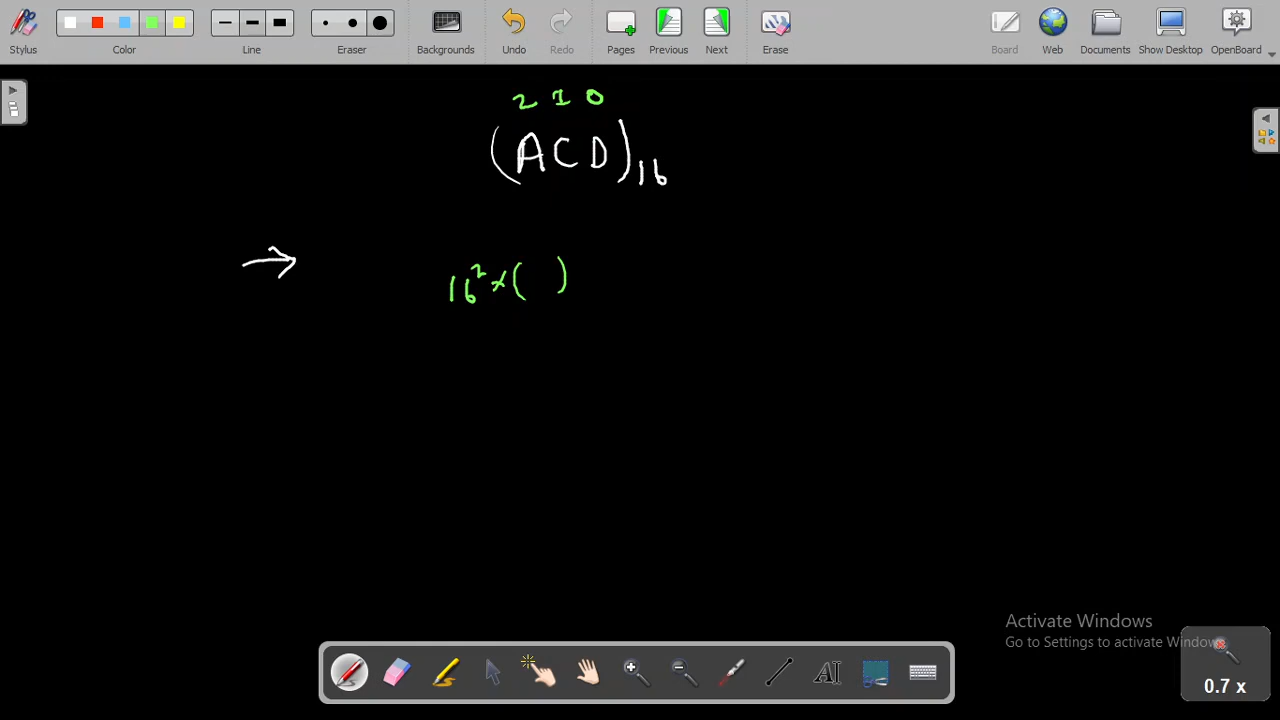 Stylus Color Line Eraser Backgrounds Undo Redo Pages Previous Next Erase Board Web Documents Show Desktop OpenBoard
2 1 0
(ACD)16
→ 16² × ( )
Activate Windows
Go to Settings to activate Windows
AI
0.7 x